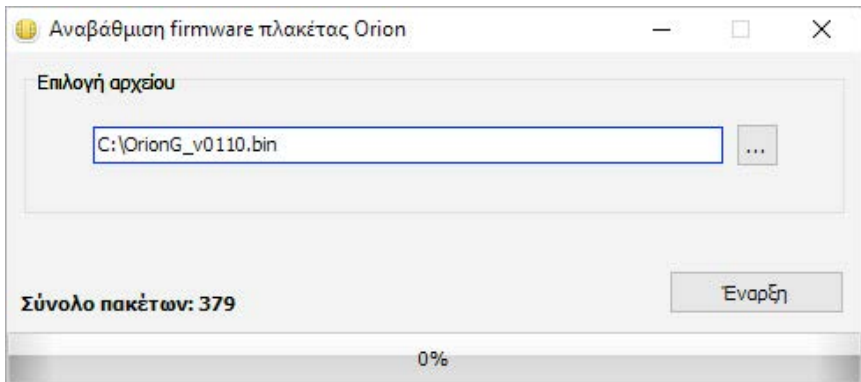 Αναβάθμιση firmware πλακέτας Orion
Επιλογή αρχείου
C:\OrionG_v0110.bin
...
Σύνολο πακέτων: 379
Έναρξη
0%